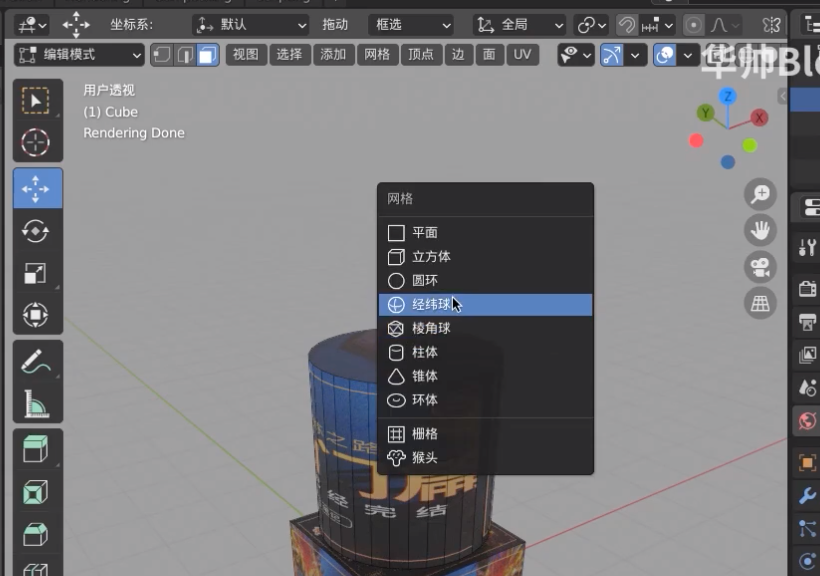 坐标系: 默认 拖动 框选 全局
编辑模式 视图 选择 添加 网格 顶点 边 面 UV
华帅Bl
用户透视
(1) Cube
Rendering Done
Z
Y
X
网格
平面
立方体
圆环
经纬球
棱角球
柱体
锥体
环体
栅格
猴头
之路
经完结